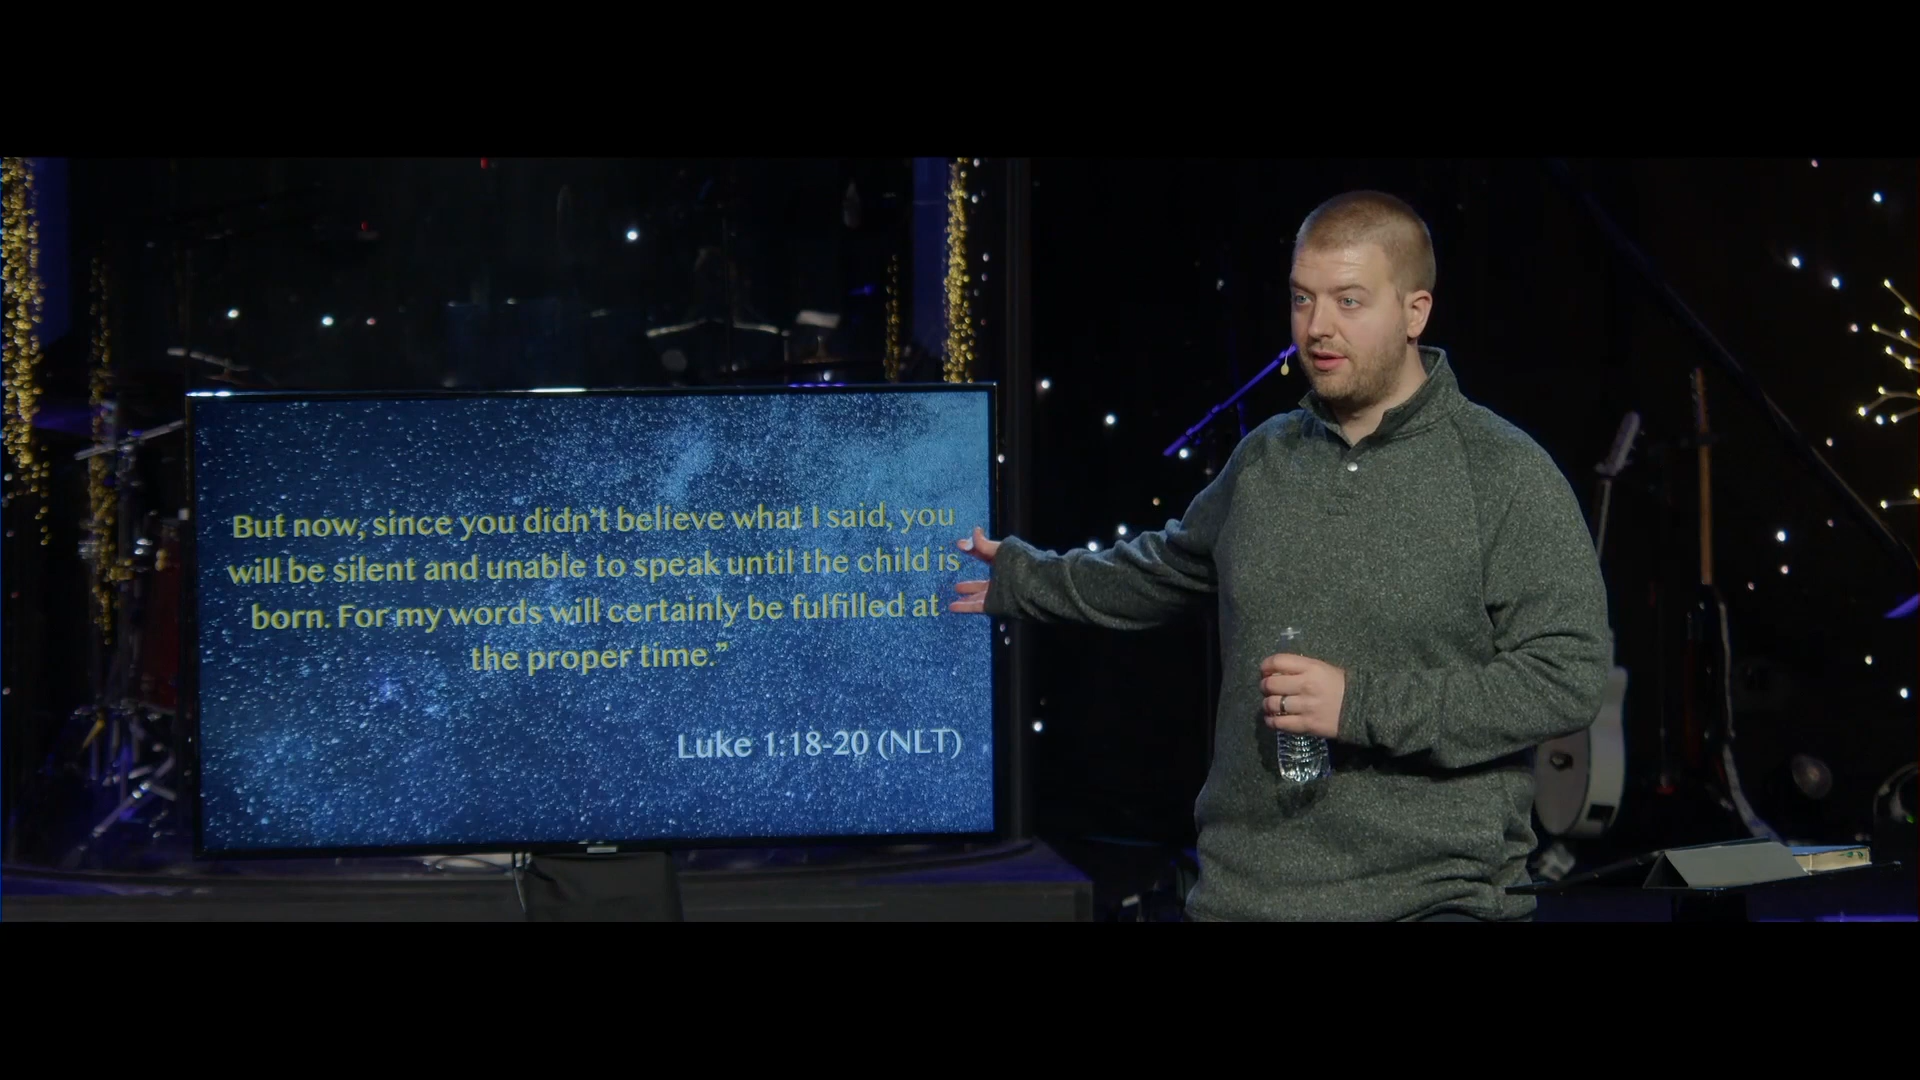 But now, since you didn't believe what I said, you
will be silent and unable to speak until the child is
born. For my words will certainly be fulfilled at
the proper time.”
Luke 1:18-20 (NLT)